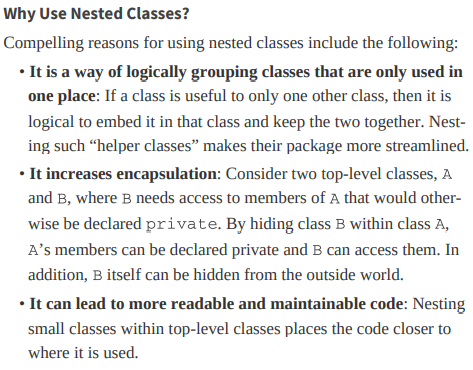 Why Use Nested Classes?
Compelling reasons for using nested classes include the following:
• It is a way of logically grouping classes that are only used in
one place: If a class is useful to only one other class, then it is
logical to embed it in that class and keep the two together. Nest-
ing such “helper classes” makes their package more streamlined.
• It increases encapsulation: Consider two top-level classes, A
and B, where B needs access to members of A that would other-
wise be declared private. By hiding class B within class A,
A’s members can be declared private and B can access them. In
addition, B itself can be hidden from the outside world.
• It can lead to more readable and maintainable code: Nesting
small classes within top-level classes places the code closer to
where it is used.